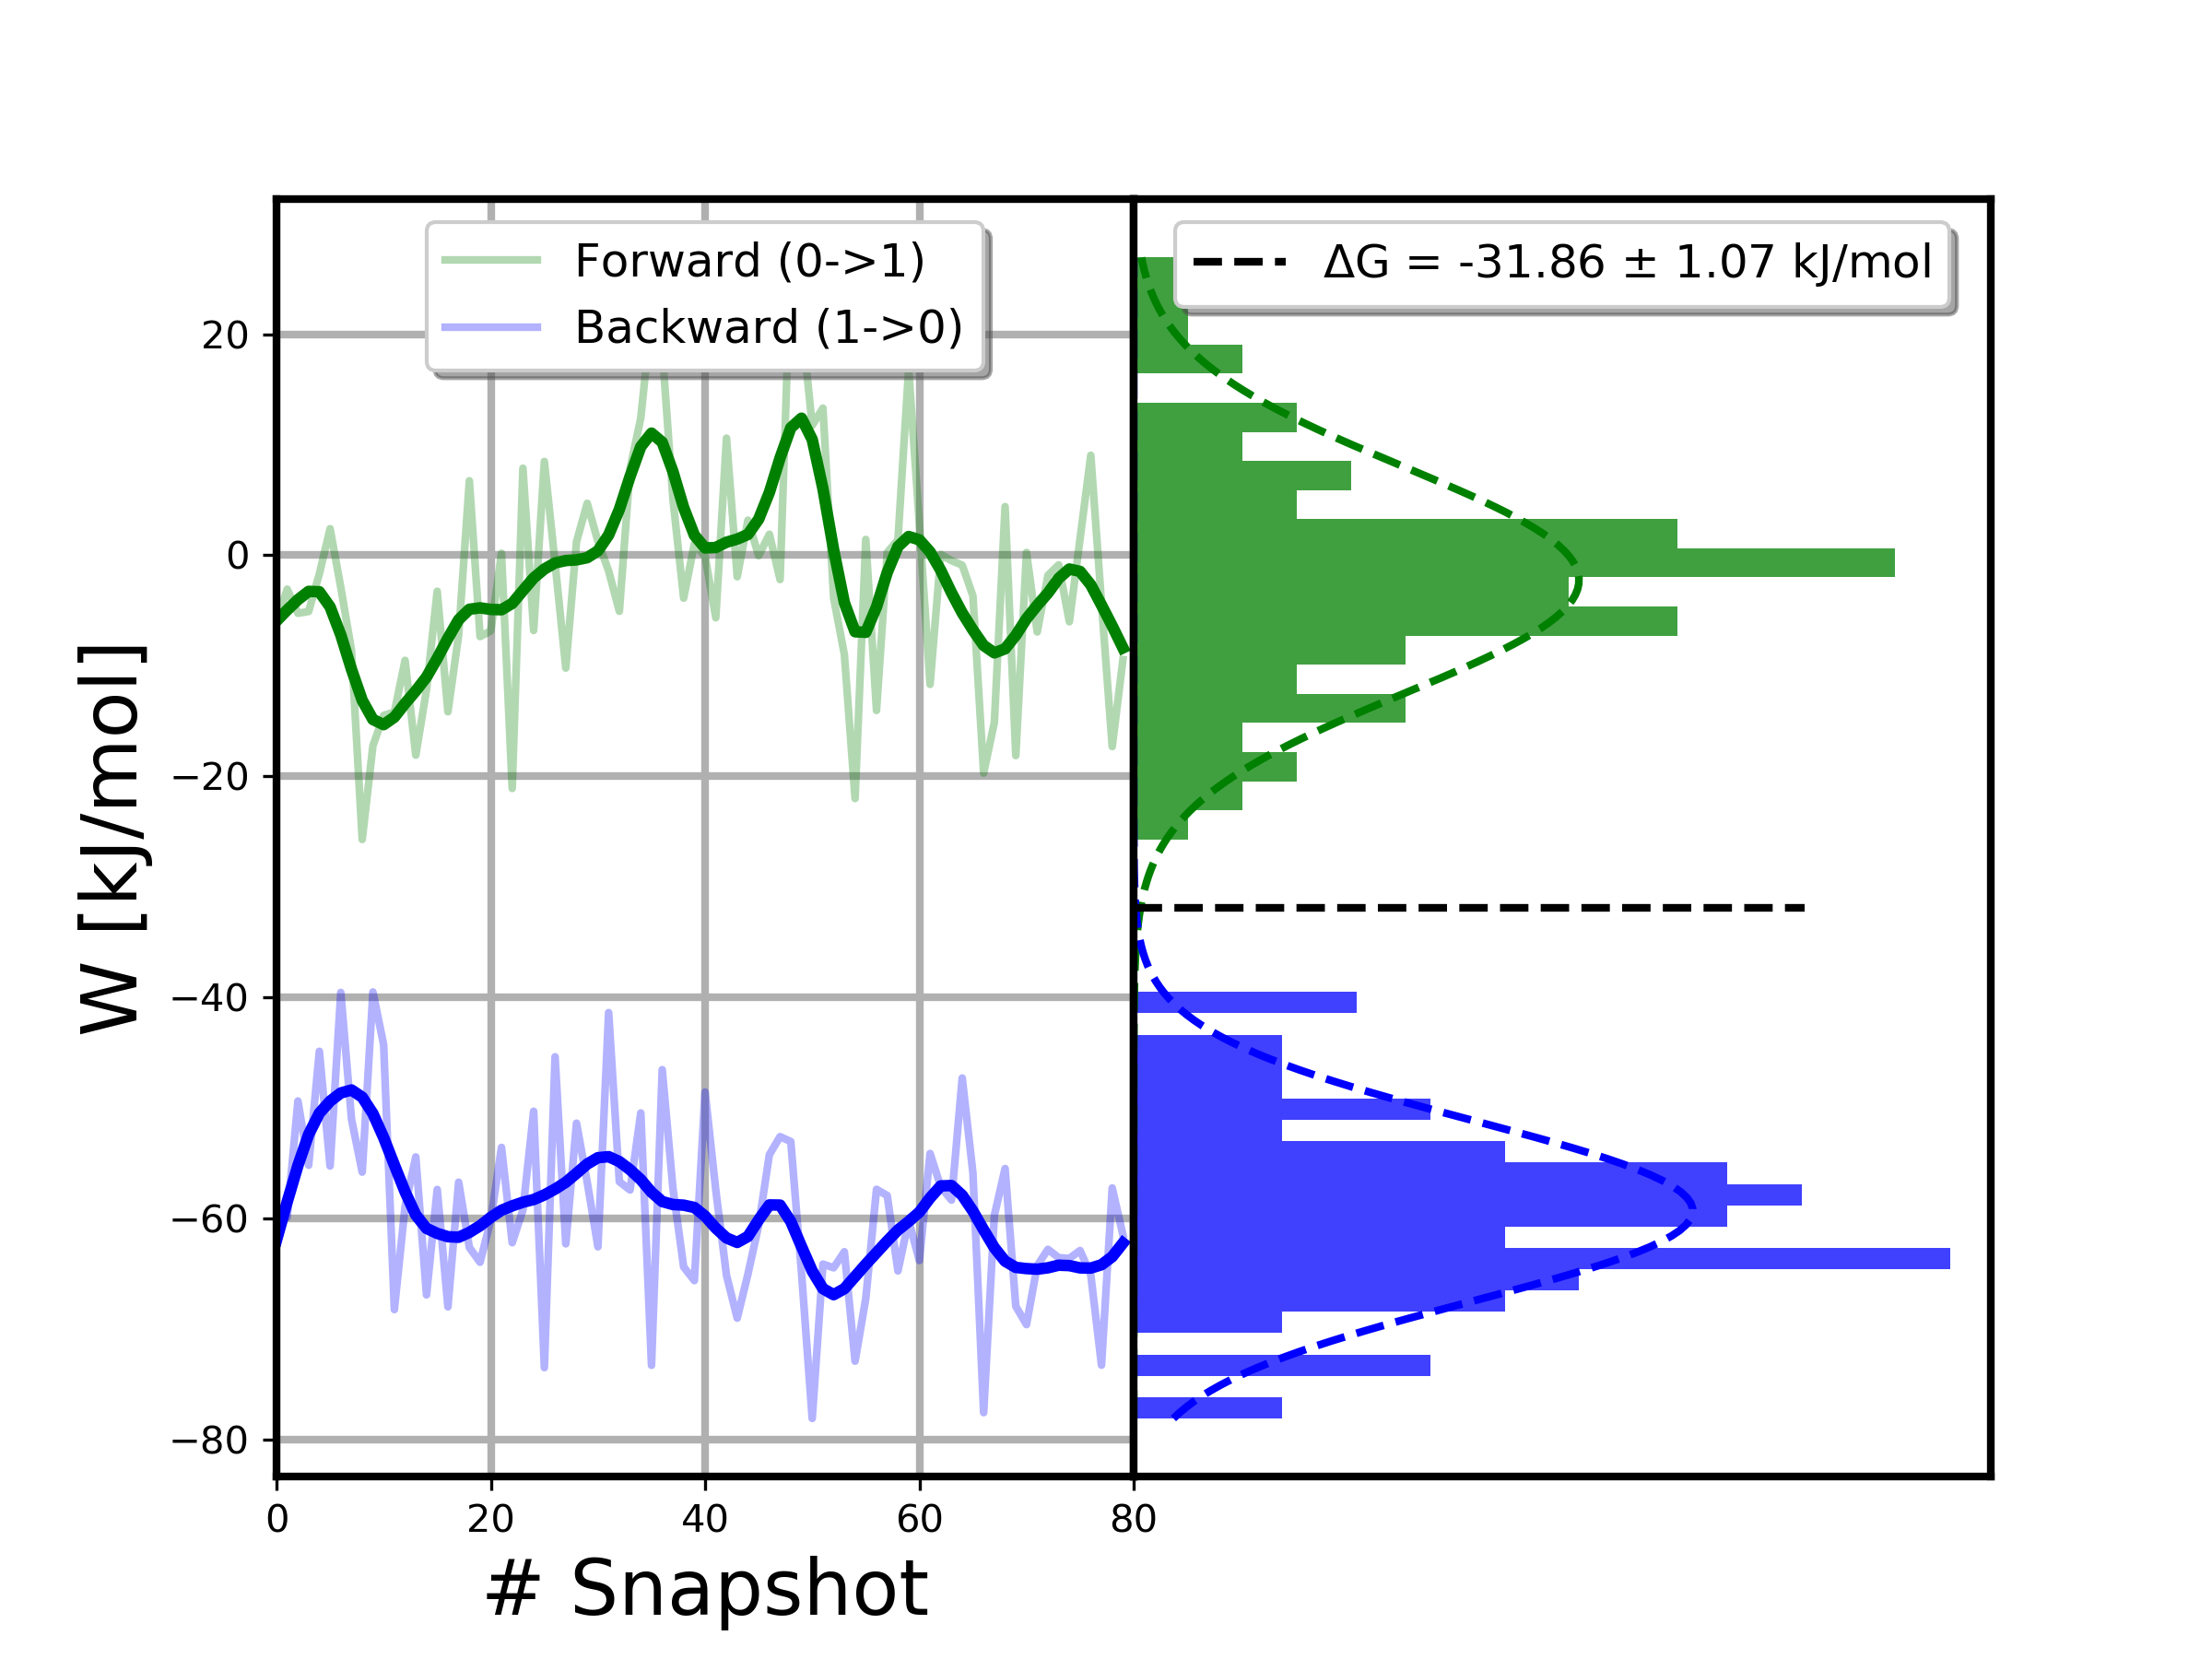 Forward (0->1)
Backward (1->0)
ΔG = -31.86 ± 1.07 kJ/mol
W [kJ/mol]
20
0
−20
−40
−60
−80
0 20 40 60 80
# Snapshot